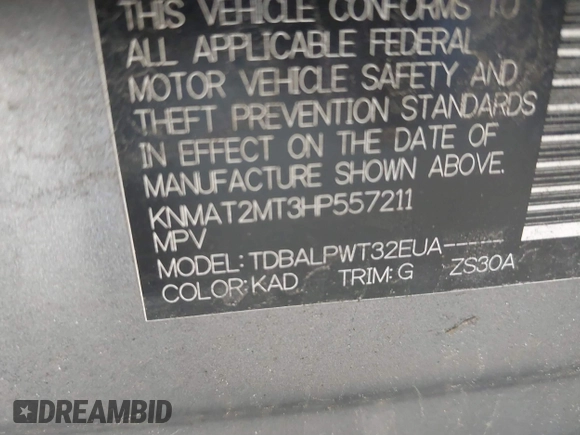 THIS VEHICLE CONFORMS TO
ALL APPLICABLE FEDERAL
MOTOR VEHICLE SAFETY AND
THEFT PREVENTION STANDARDS
IN EFFECT ON THE DATE OF
MANUFACTURE SHOWN ABOVE.
KNMAT2MT3HP557211
MPV
MODEL: TDBALPWT32EUA------
COLOR: KAD TRIM: G ZS30A
DREAMBID